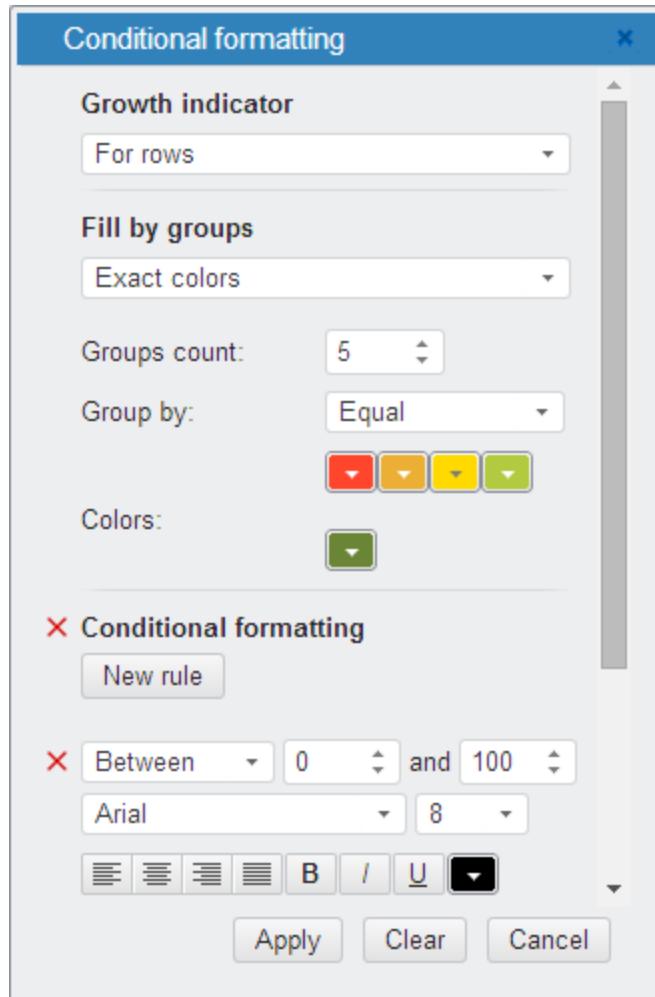 Conditional formatting
Growth indicator
For rows
Fill by groups
Exact colors
Groups count: 5
Group by: Equal
Colors:
Conditional formatting
New rule
Between 0 and 100
Arial 8
B I U
Apply Clear Cancel